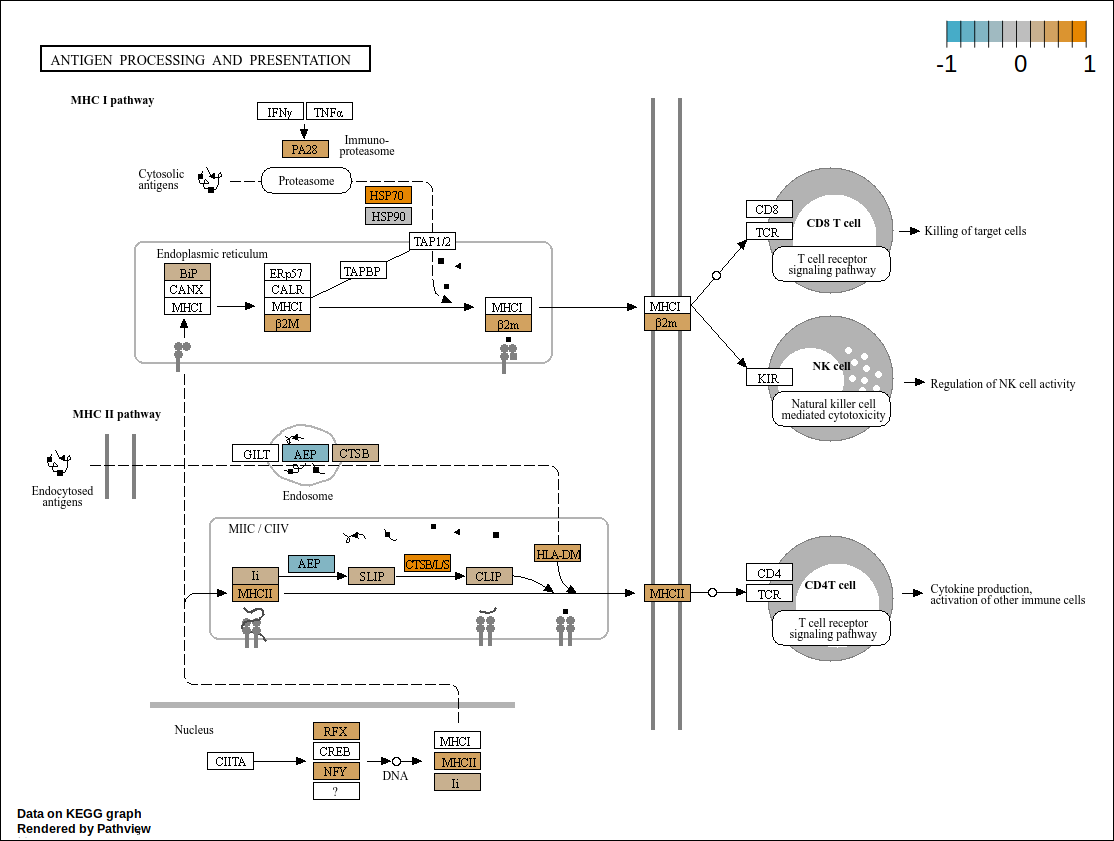 -1 0 1
ANTIGEN PROCESSING AND PRESENTATION
MHC I pathway
IFNγ TNFα
PA28
Immuno-
proteasome
Cytosolic
antigens
Proteasome
HSP70
HSP90
TAP1/2
Endoplasmic reticulum
BiP
CANX
MHCI
ERp57
CALR
MHCI
β2M
TAPBP
MHCI
β2m
MHCI
β2m
CD8
TCR
CD8 T cell
T cell receptor
signaling pathway
Killing of target cells
KIR
NK cell
Natural killer cell
mediated cytotoxicity
Regulation of NK cell activity
MHC II pathway
Endocytosed
antigens
GILT
AEP
CTSB
Endosome
MIIC / CIIV
Ii
MHCII
AEP
SLIP
CTSB/L/S
CLIP
HLA-DM
MHCII
CD4
TCR
CD4T cell
T cell receptor
signaling pathway
Cytokine production,
activation of other immune cells
Nucleus
CIITA
RFX
CREB
NFY
?
DNA
MHCI
MHCII
Ii
Data on KEGG graph
Rendered by Pathview